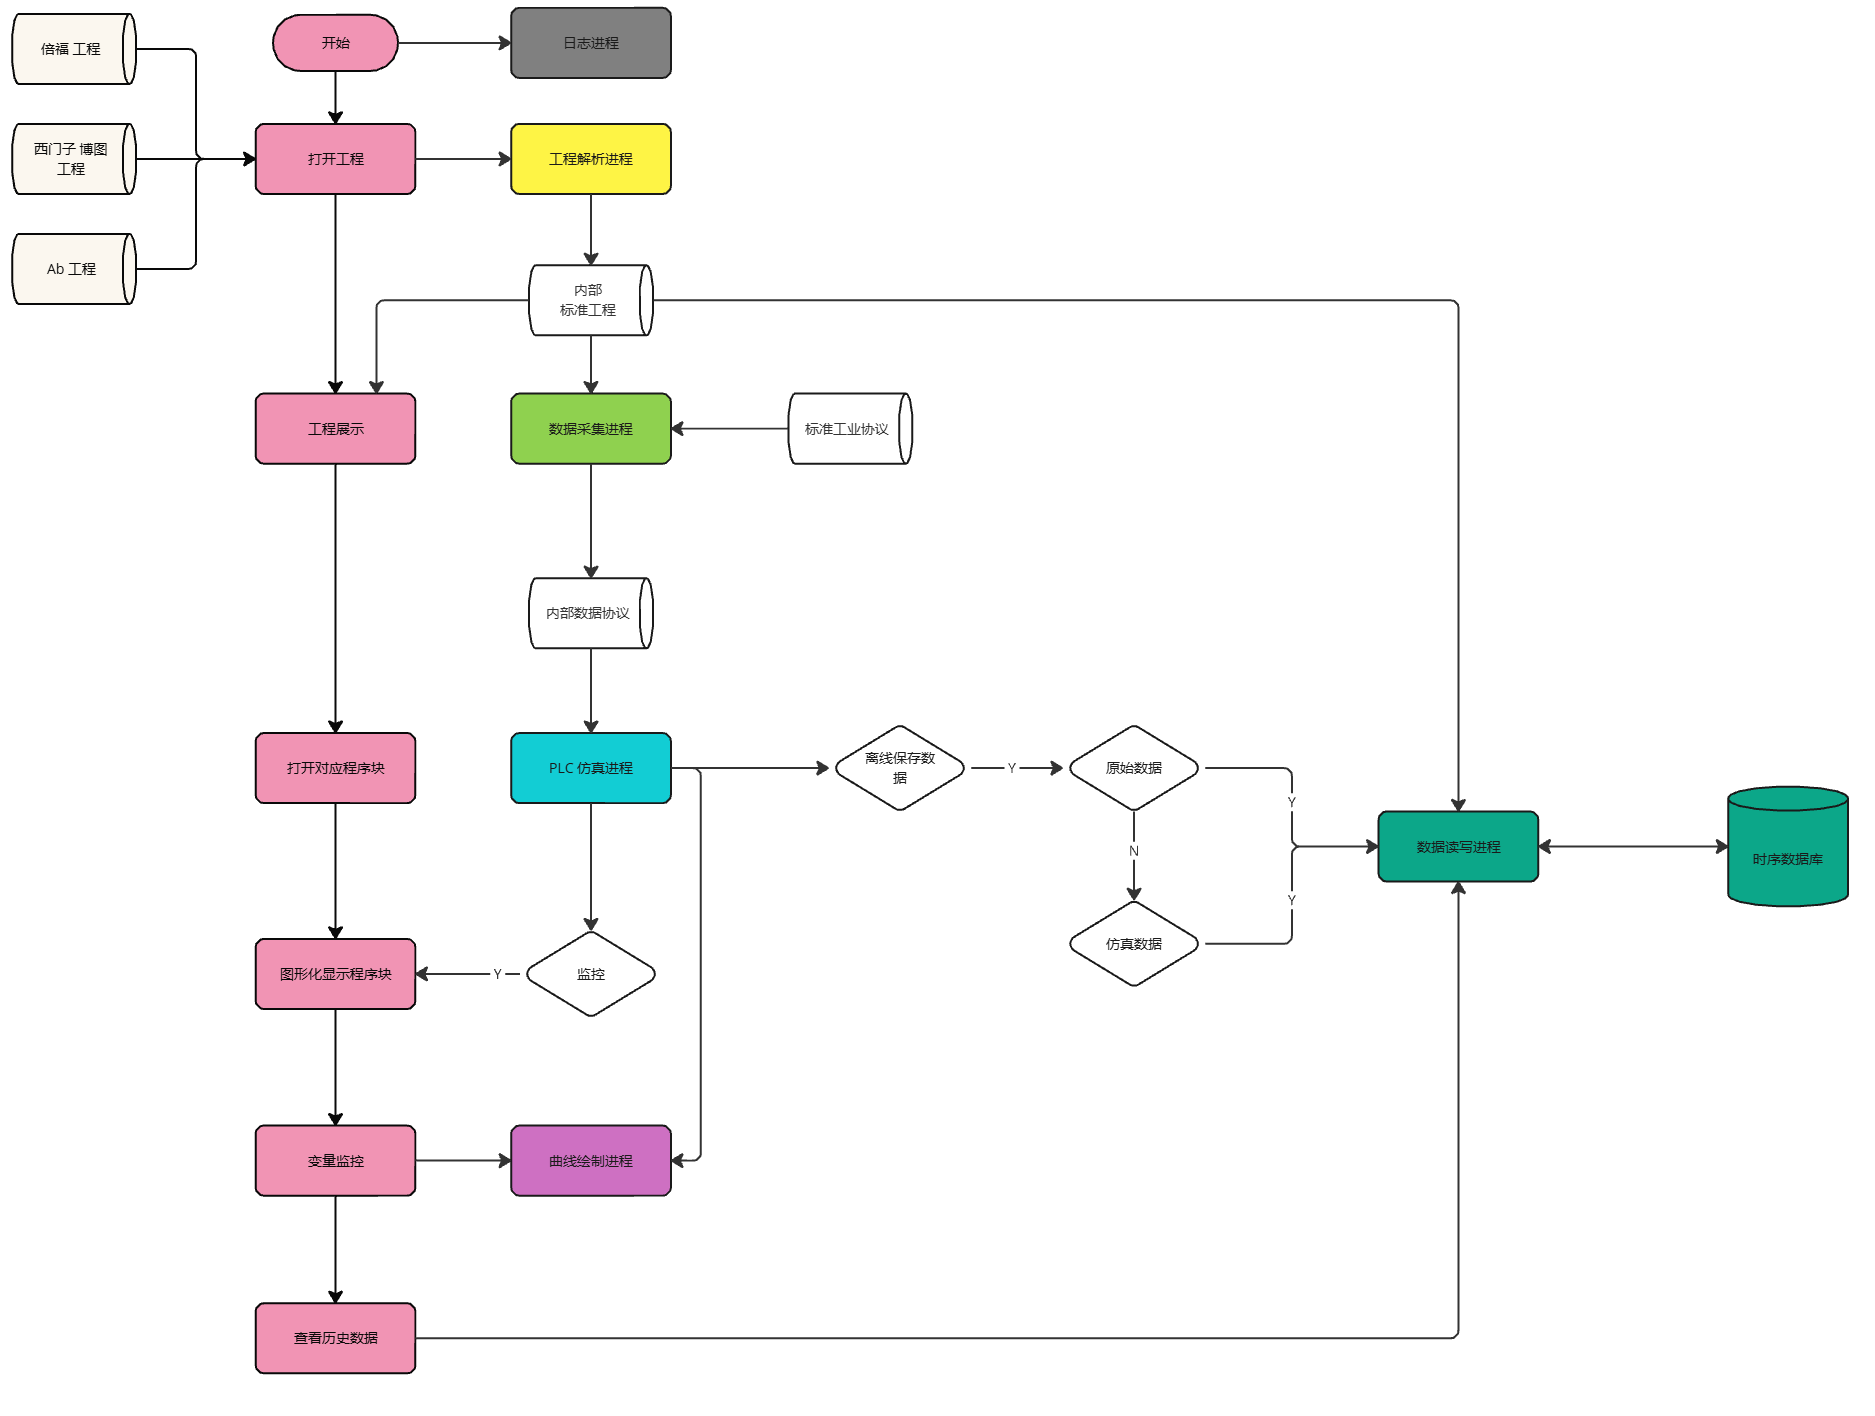 倍福 工程
开始
日志进程
西门子 博图
工程
打开工程
工程解析进程
Ab 工程
内部
标准工程
工程展示
数据采集进程
标准工业协议
内部数据协议
打开对应程序块
PLC 仿真进程
离线保存数
据
Y
原始数据
Y
N
数据读写进程
时序数据库
Y
仿真数据
图形化显示程序块
Y
监控
变量监控
曲线绘制进程
查看历史数据